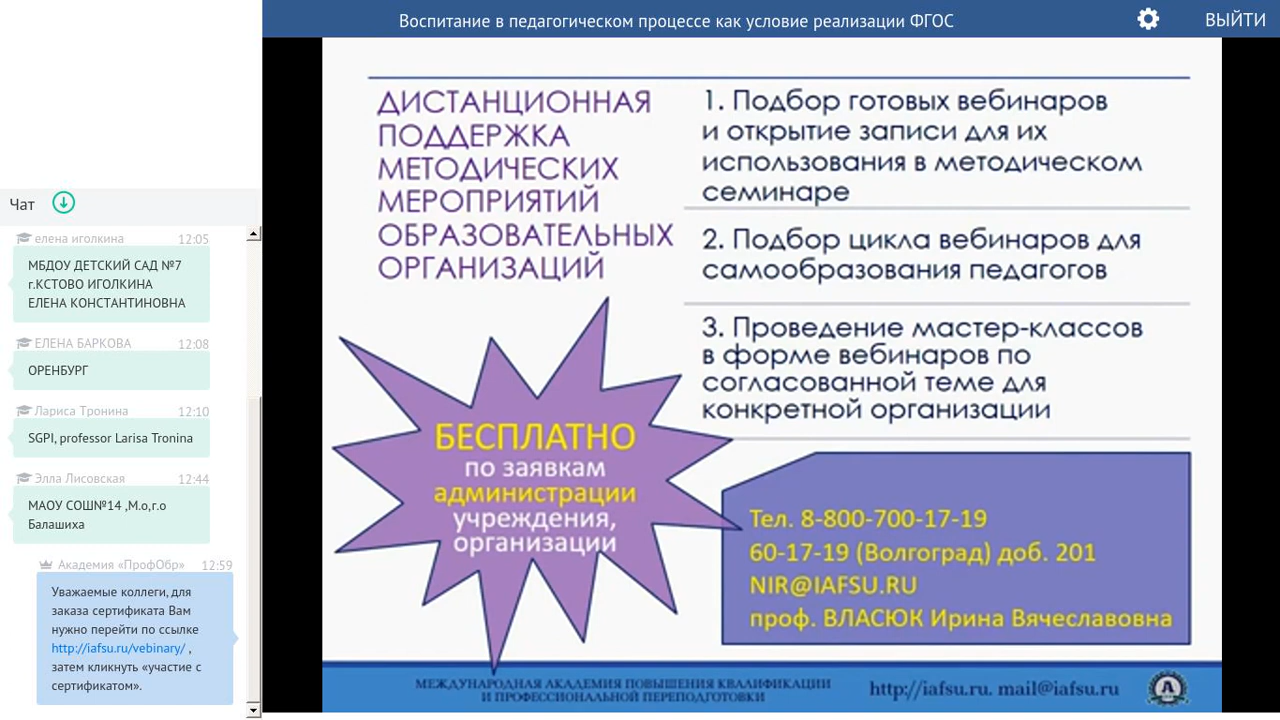 Воспитание в педагогическом процессе как условие реализации ФГОС
ВЫЙТИ
Чат
елена иголкина 12:05
МБДОУ ДЕТСКИЙ САД №7
г.КСТОВО ИГОЛКИНА
ЕЛЕНА КОНСТАНТИНОВНА
ЕЛЕНА БАРКОВА 12:08
ОРЕНБУРГ
Лариса Тронина 12:10
SGPI, professor Larisa Tronina
Элла Лисовская 12:44
МАОУ СОШ№14 ,М.о,г.о
Балашиха
Академия «ПрофОбр» 12:59
Уважаемые коллеги, для
заказа сертификата Вам
нужно перейти по ссылке
http://iafsu.ru/vebinary/ ,
затем кликнуть «участие с
сертификатом».
ДИСТАНЦИОННАЯ
ПОДДЕРЖКА
МЕТОДИЧЕСКИХ
МЕРОПРИЯТИЙ
ОБРАЗОВАТЕЛЬНЫХ
ОРГАНИЗАЦИЙ
1. Подбор готовых вебинаров
и открытие записи для их
использования в методическом
семинаре
2. Подбор цикла вебинаров для
самообразования педагогов
3. Проведение мастер-классов
в форме вебинаров по
согласованной теме для
конкретной организации
БЕСПЛАТНО
по заявкам
администрации
учреждения,
организации
Тел. 8-800-700-17-19
60-17-19 (Волгоград) доб. 201
NIR@IAFSU.RU
проф. ВЛАСЮК Ирина Вячеславовна
МЕЖДУНАРОДНАЯ АКАДЕМИЯ ПОВЫШЕНИЯ КВАЛИФИКАЦИИ
И ПРОФЕССИОНАЛЬНОЙ ПЕРЕПОДГОТОВКИ
http://iafsu.ru. mail@iafsu.ru